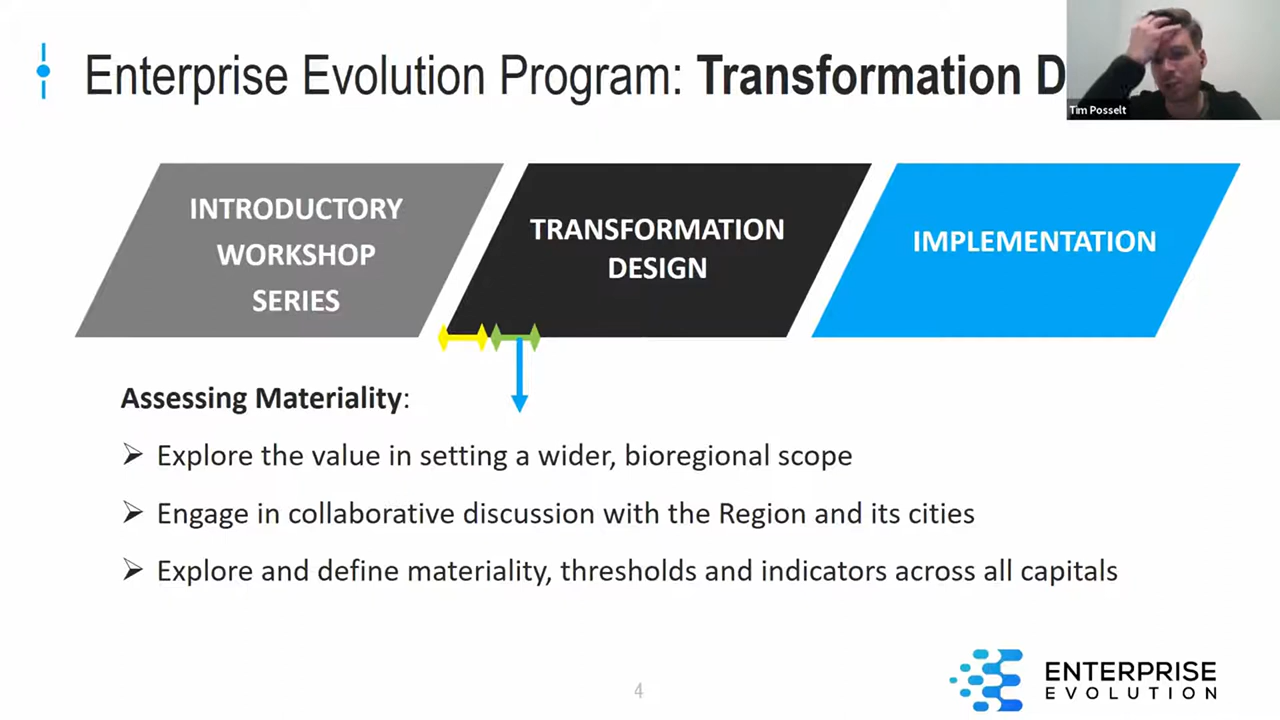 Enterprise Evolution Program: Transformation D
Tim Posselt
INTRODUCTORY
WORKSHOP
SERIES
TRANSFORMATION
DESIGN
IMPLEMENTATION
Assessing Materiality:
Explore the value in setting a wider, bioregional scope
Engage in collaborative discussion with the Region and its cities
Explore and define materiality, thresholds and indicators across all capitals
4
ENTERPRISE
EVOLUTION